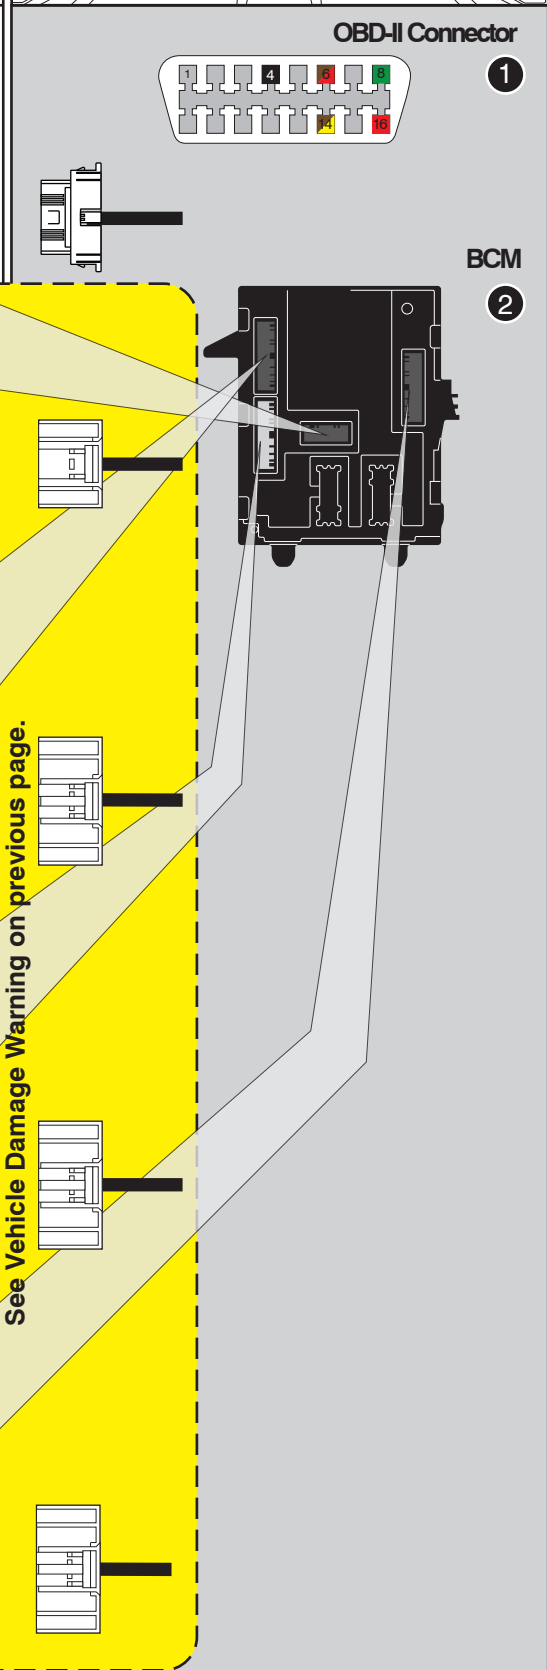 OBD-II Connector
1
1 4 6 8
14 16
BCM
2
See Vehicle Damage Warning on previous page.